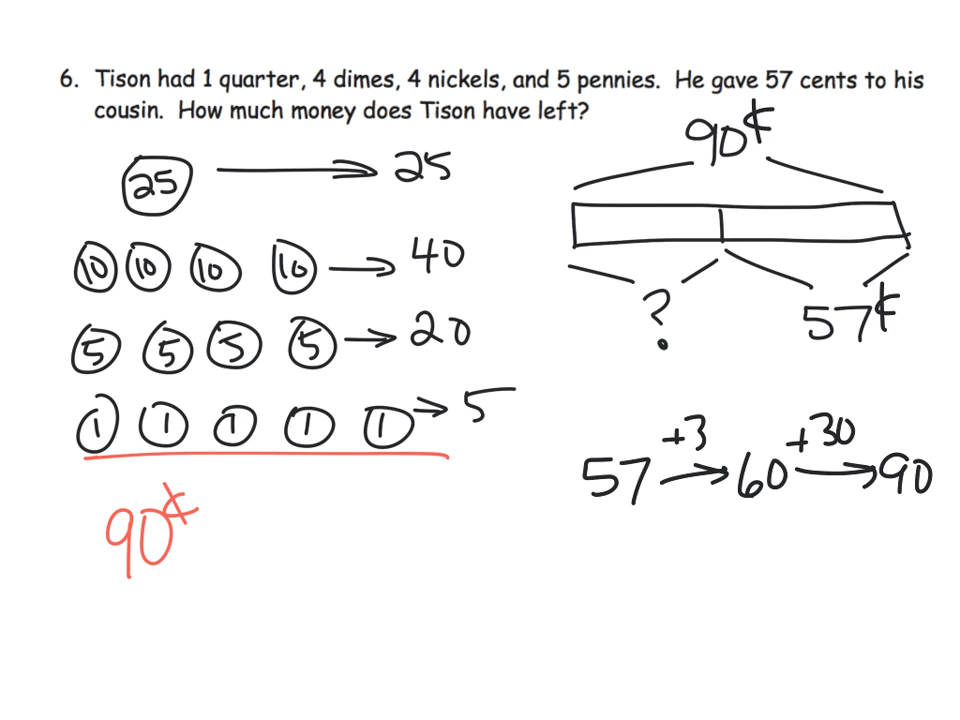 6. Tison had 1 quarter, 4 dimes, 4 nickels, and 5 pennies. He gave 57 cents to his
cousin. How much money does Tison have left?
90¢
25 → 25
10 10 10 10 → 40
5 5 5 5 → 20
1 1 1 1 1 → 5
90¢
? 57¢
+3 +30
57 → 60 → 90